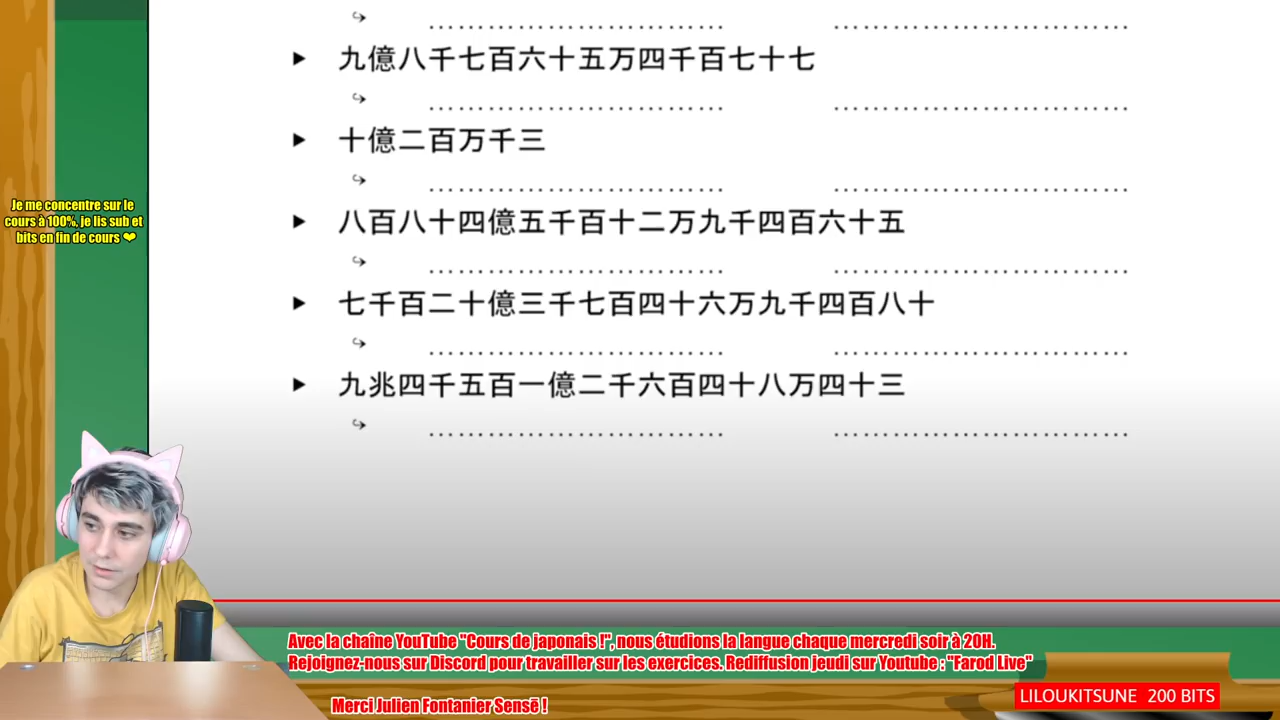 九億八千七百六十五万四千百七十七
十億二百万千三
八百八十四億五千百十二万九千四百六十五
七千百二十億三千七百四十六万九千四百八十
九兆四千五百一億二千六百四十八万四十三
Je me concentre sur le
cours à 100%, je lis sub et
bits en fin de cours ❤
Avec la chaîne YouTube "Cours de japonais !", nous étudions la langue chaque mercredi soir à 20H.
Rejoignez-nous sur Discord pour travailler sur les exercices. Rediffusion jeudi sur Youtube : "Farod Live"
Merci Julien Fontanier Sensē !
LILOUKITSUNE 200 BITS